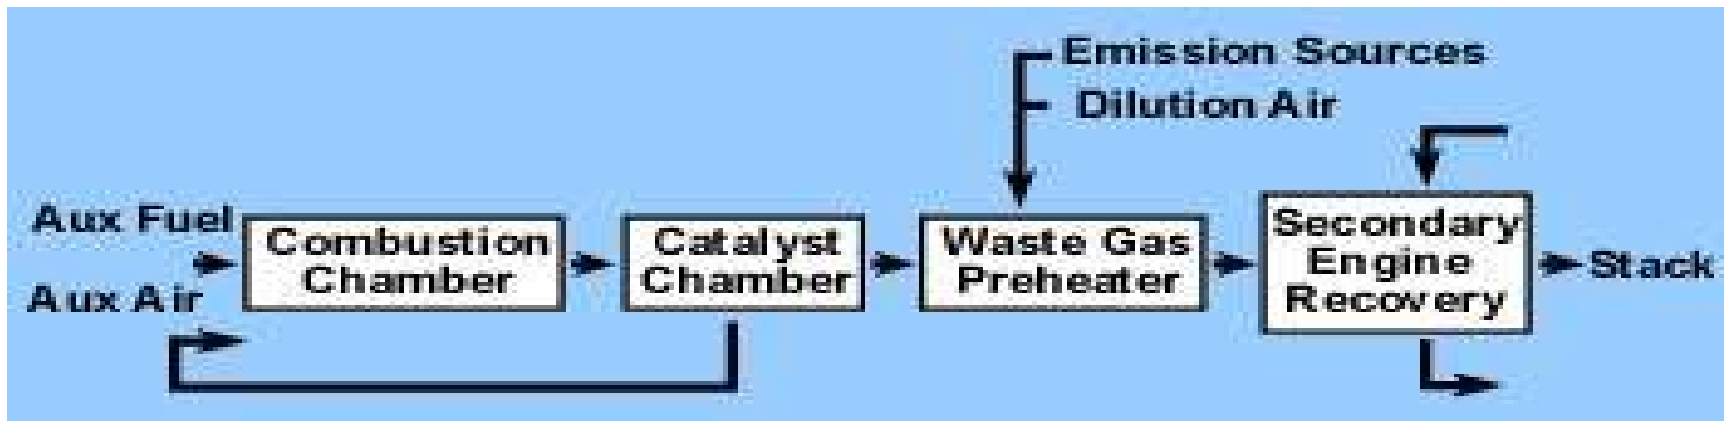 Emission Sources
Dilution Air
Aux Fuel
Aux Air
Combustion
Chamber
Catalyst
Chamber
Waste Gas
Preheater
Secondary
Engine
Recovery
Stack